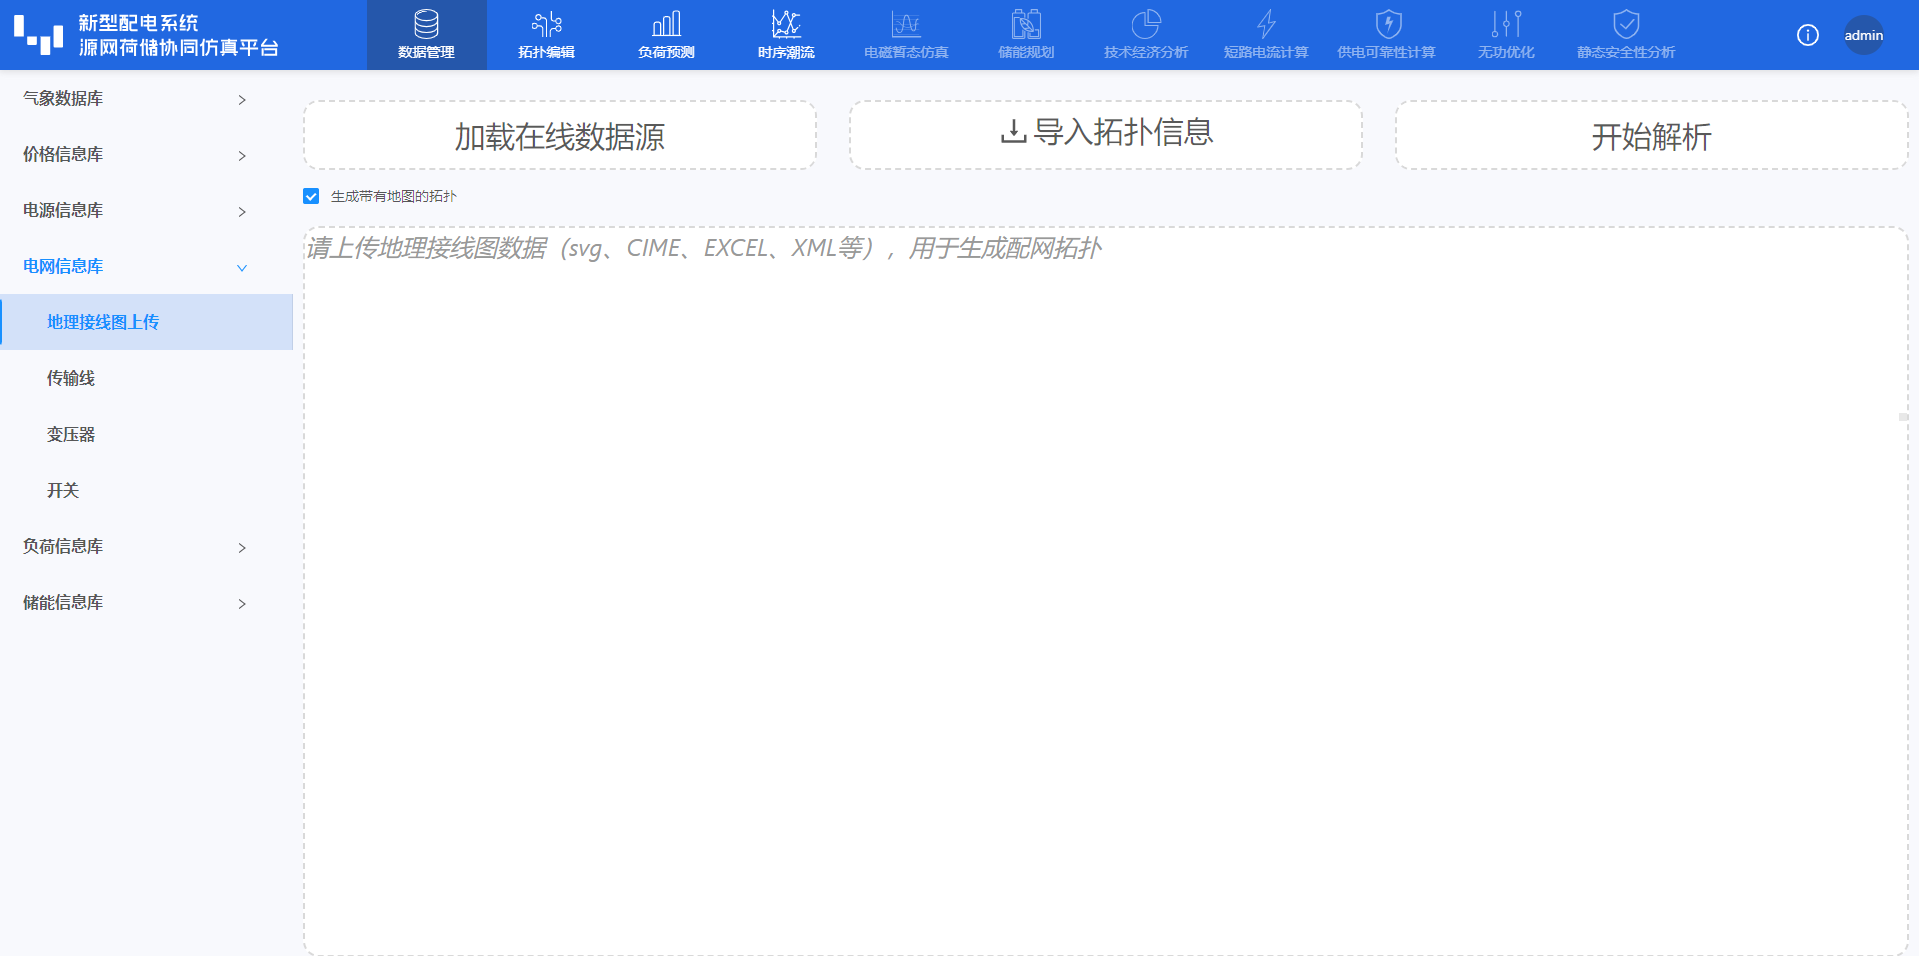 新型配电系统
源网荷储协同仿真平台
数据管理
拓扑编辑
负荷预测
时序潮流
电磁暂态仿真
储能规划
技术经济分析
短路电流计算
供电可靠性计算
无功优化
静态安全性分析
admin
气象数据库
价格信息库
电源信息库
电网信息库
地理接线图上传
传输线
变压器
开关
负荷信息库
储能信息库
加载在线数据源
导入拓扑信息
开始解析
生成带有地图的拓扑
请上传地理接线图数据（svg、CIME、EXCEL、XML等），用于生成配网拓扑